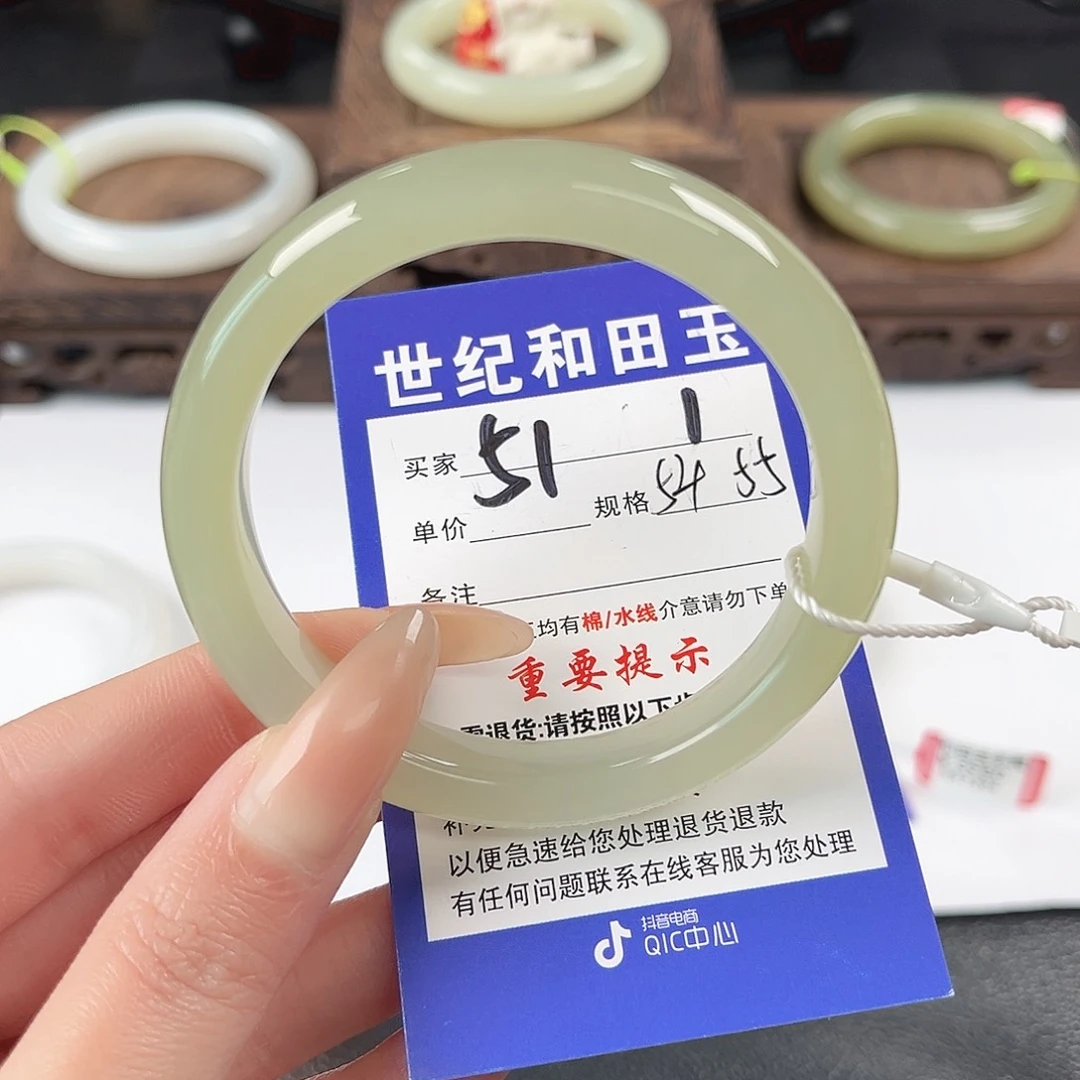 世纪和田玉
买家 51 1
单价 规格 54 55
备注
均有棉/水线介意请勿下单
重要提示
退货:请按照以下
以便急速给您处理退货退款
有任何问题联系在线客服为您处理
抖音电商
QIC中心